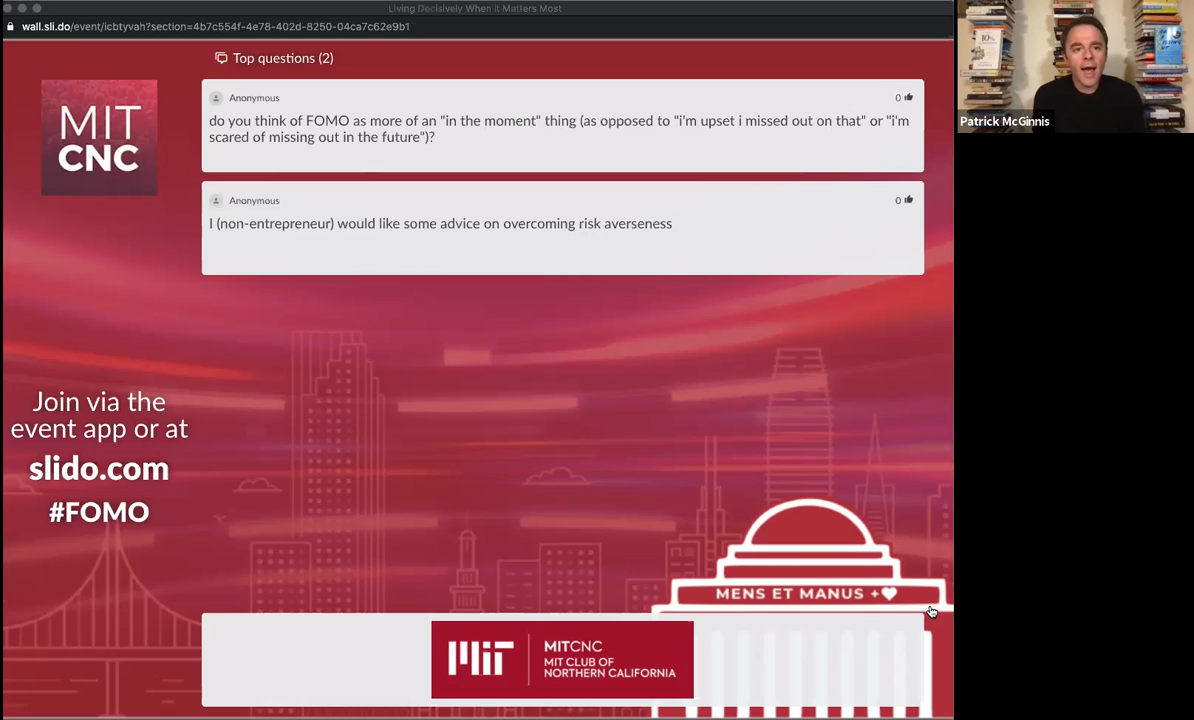 Living Decisively When it Matters Most
wall.sli.do/event/icbtyvah?section=4b7c554f-4e78-402d-8250-04ca7c62e9b1
Top questions (2)
MIT
CNC
Anonymous
0
do you think of FOMO as more of an "in the moment" thing (as opposed to "i'm upset i missed out on that" or "i'm
scared of missing out in the future")?
Anonymous
0
I (non-entrepreneur) would like some advice on overcoming risk averseness
Join via the
event app or at
slido.com
#FOMO
MENS ET MANUS +
MIT
MITCNC
MIT CLUB OF
NORTHERN CALIFORNIA
10%
Patrick McGinnis